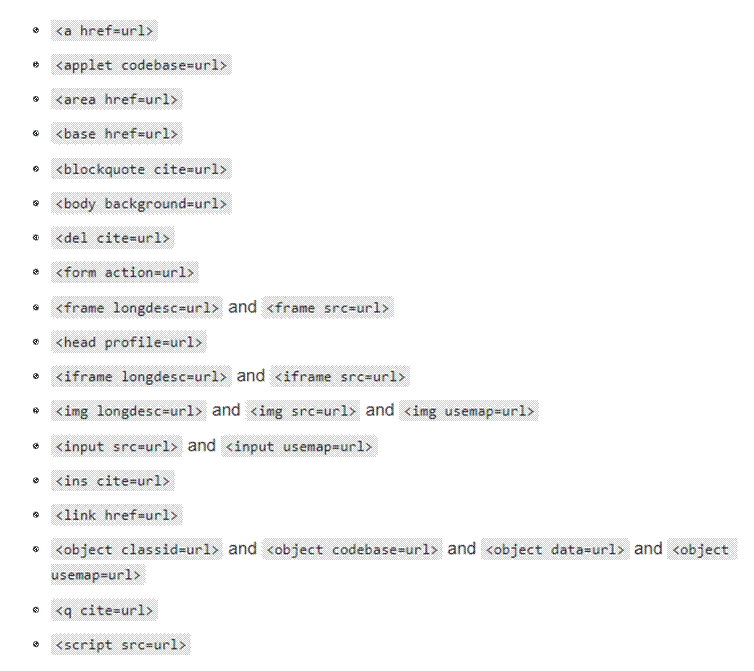 <a href=url>
<applet codebase=url>
<area href=url>
<base href=url>
<blockquote cite=url>
<body background=url>
<del cite=url>
<form action=url>
<frame longdesc=url> and <frame src=url>
<head profile=url>
<iframe longdesc=url> and <iframe src=url>
<img longdesc=url> and <img src=url> and <img usemap=url>
<input src=url> and <input usemap=url>
<ins cite=url>
<link href=url>
<object classid=url> and <object codebase=url> and <object data=url> and <object
usemap=url>
<q cite=url>
<script src=url>